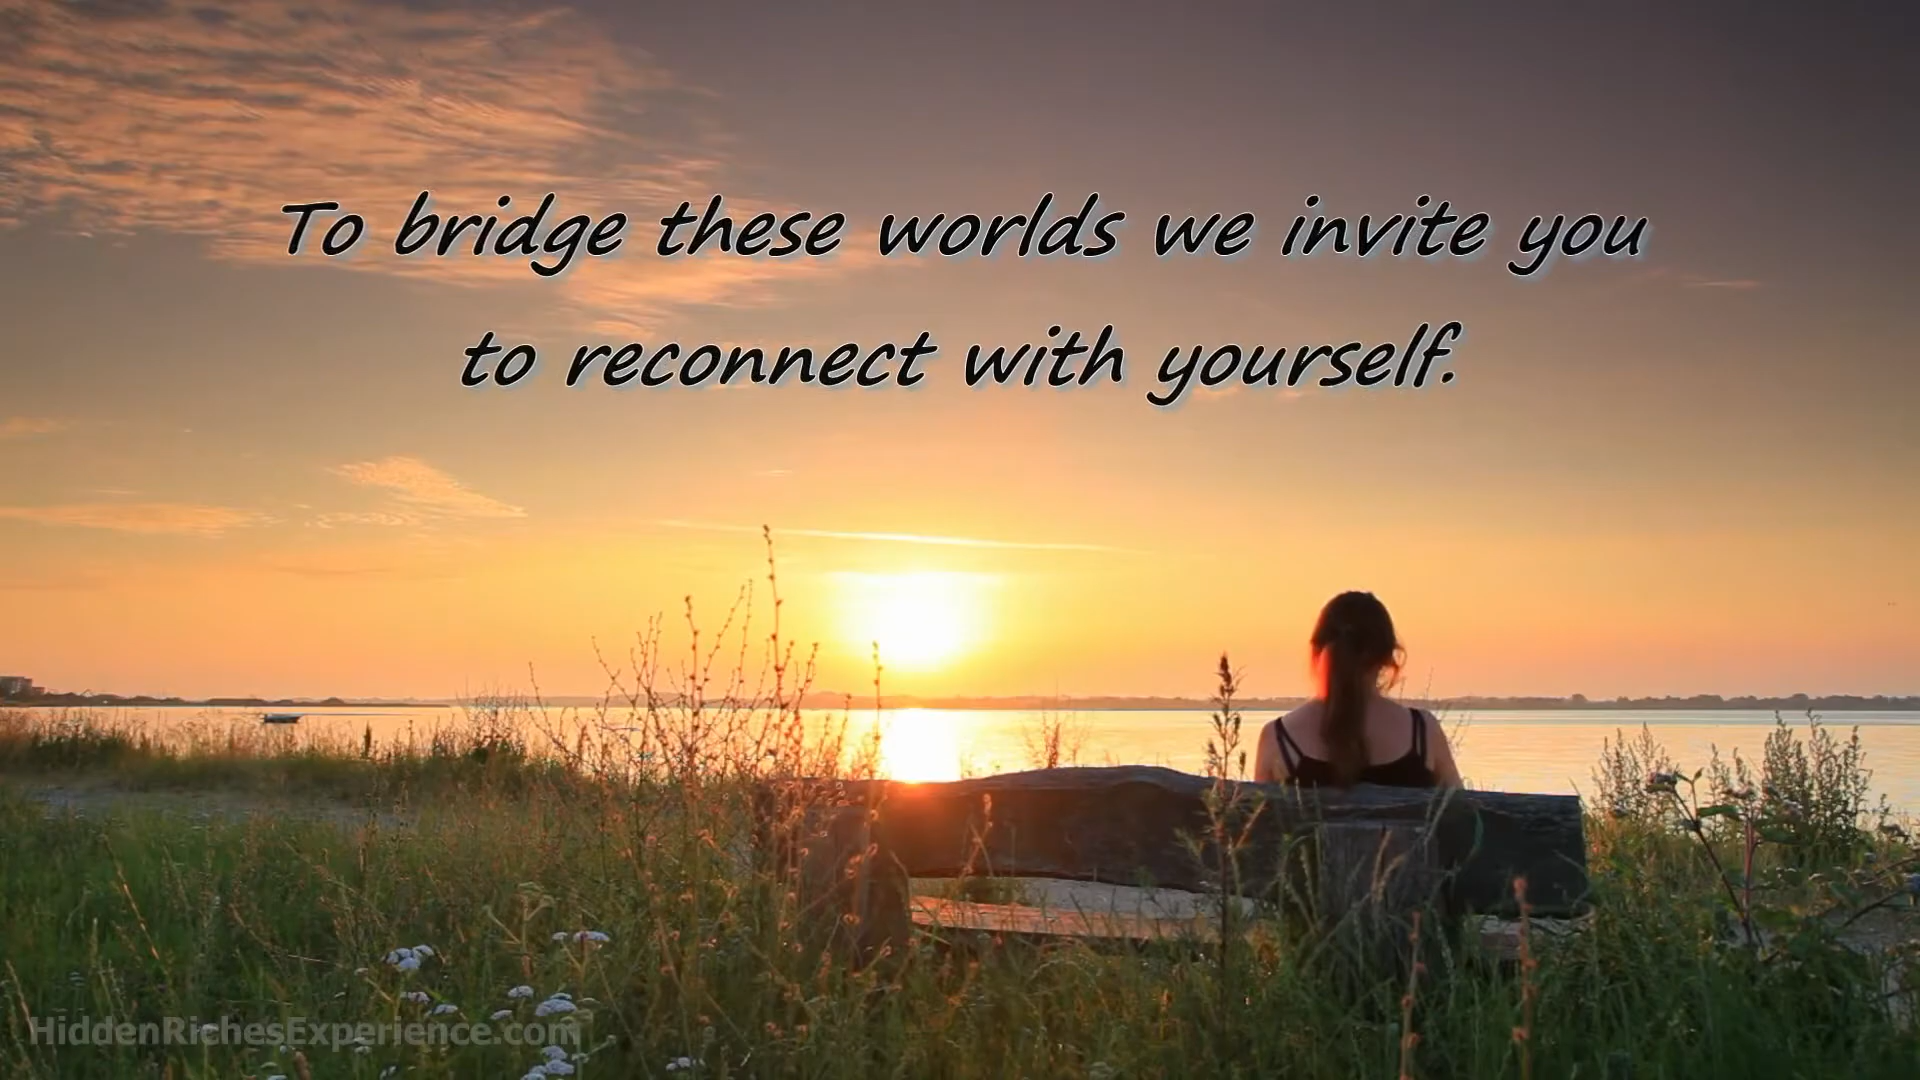 To bridge these worlds we invite you
to reconnect with yourself.
HiddenRichesExperience.com